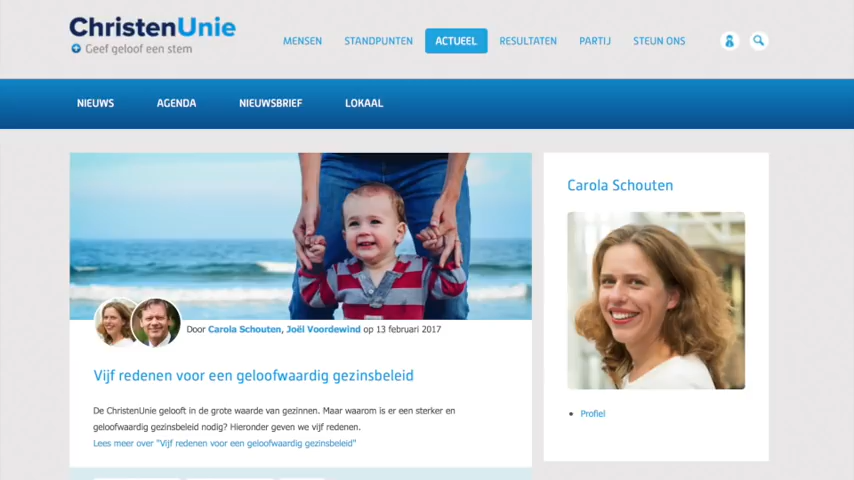 ChristenUnie
Geef geloof een stem
MENSEN STANDPUNTEN ACTUEEL RESULTATEN PARTIJ STEUN ONS
NIEUWS AGENDA NIEUWSBRIEF LOKAAL
Door Carola Schouten, Joël Voordewind op 13 februari 2017
Vijf redenen voor een geloofwaardig gezinsbeleid
De ChristenUnie gelooft in de grote waarde van gezinnen. Maar waarom is er een sterker en
geloofwaardig gezinsbeleid nodig? Hieronder geven we vijf redenen.
Lees meer over "Vijf redenen voor een geloofwaardig gezinsbeleid"
Carola Schouten
Profiel